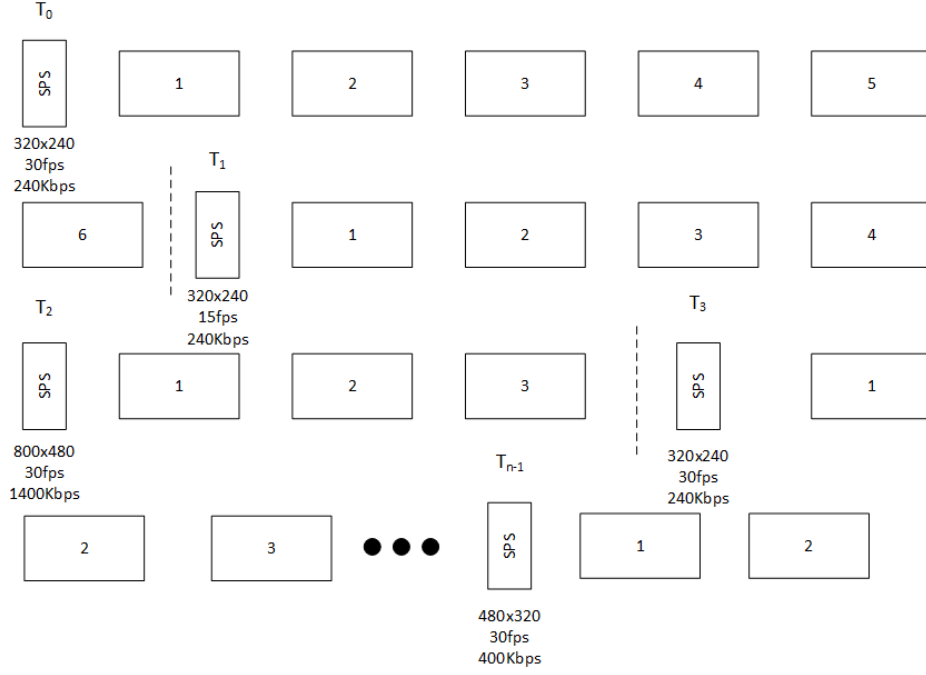 T0
SPS
1
2
3
4
5
320x240
30fps
240Kbps
6
T1
SPS
1
2
3
4
320x240
15fps
240Kbps
T2
SPS
1
2
3
T3
SPS
1
800x480
30fps
1400Kbps
320x240
30fps
240Kbps
2
3
Tn-1
SPS
1
2
480x320
30fps
400Kbps